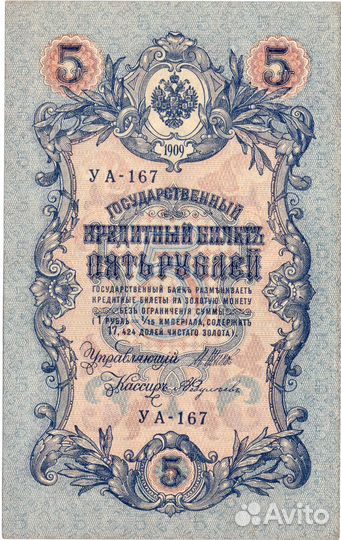 5 5
1909
УА-167
ГОСУДАРСТВЕННЫЙ
КРЕДИТНЫЙ БИЛЕТЪ
ПЯТЬ РУБЛЕЙ
ГОСУДАРСТВЕННЫЙ БАНКЪ РАЗМѢНИВАЕТЪ
КРЕДИТНЫЕ БИЛЕТЫ НА ЗОЛОТУЮ МОНЕТУ
БЕЗЪ ОГРАНИЧЕНІЯ СУММЫ
(1 РУБЛЬ = 1/15 ИМПЕРІАЛА, СОДЕРЖИТЪ
17,424 ДОЛЕЙ ЧИСТАГО ЗОЛОТА).
Управляющій
Кассиръ
УА-167
5
Avito